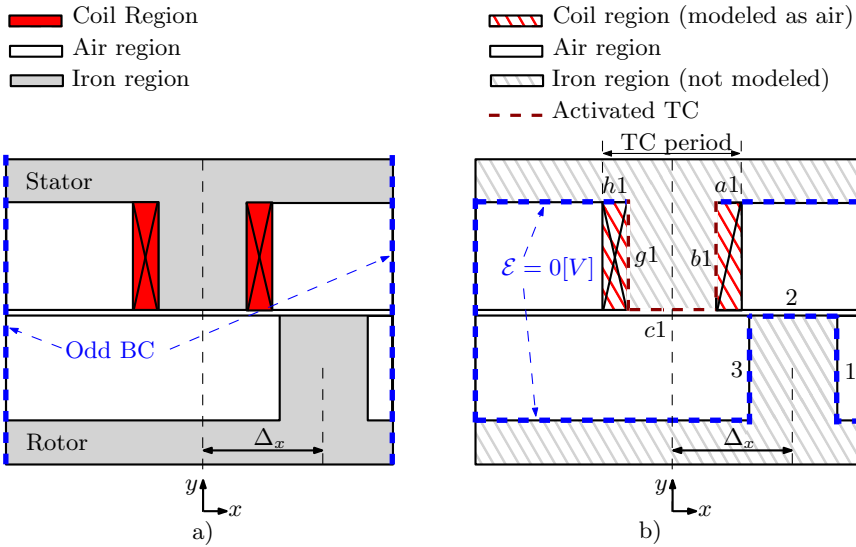 Coil Region
Air region
Iron region
Coil region (modeled as air)
Air region
Iron region (not modeled)
Activated TC
Stator
Odd BC
Rotor
Δx
y
x
a)
TC period
h1 a1
ℰ = 0[V]
g1 b1
c1
2
3 1
Δx
y
x
b)